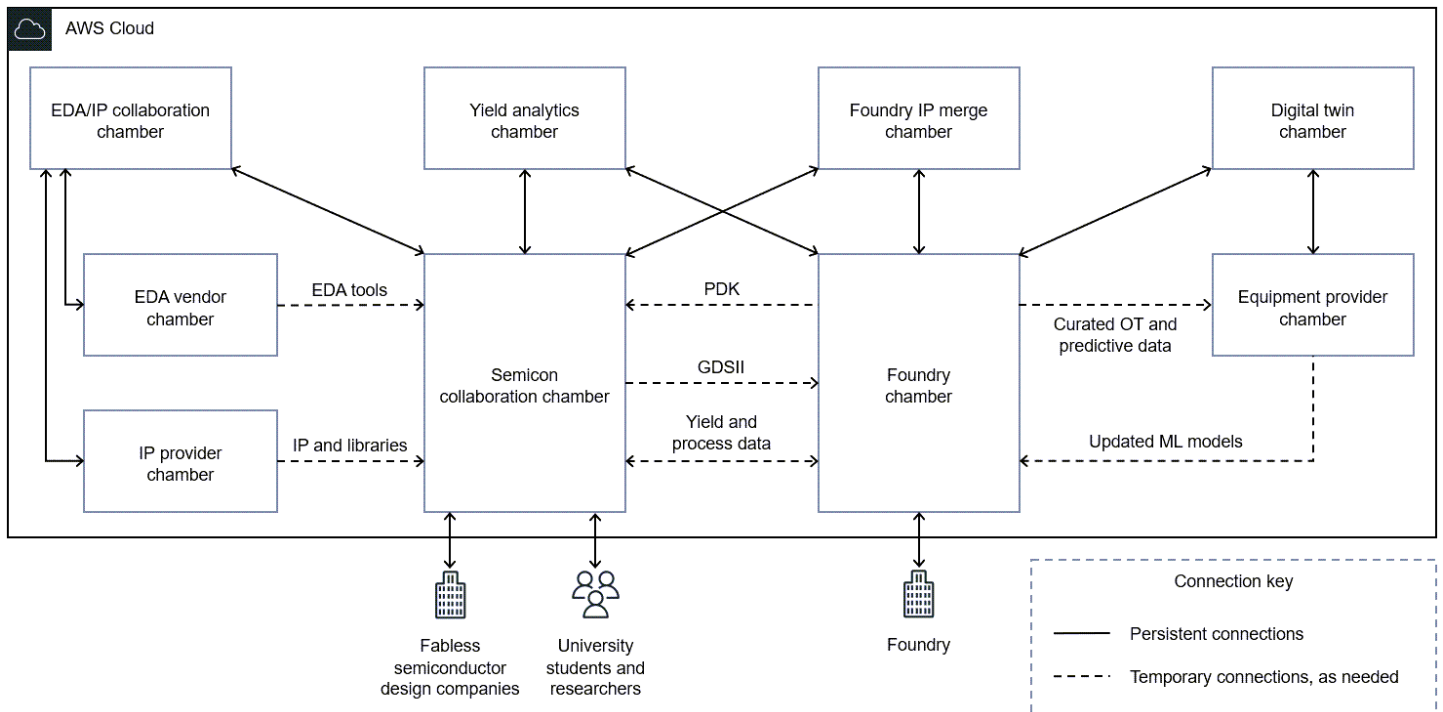 AWS Cloud
EDA/IP collaboration
chamber
Yield analytics
chamber
Foundry IP merge
chamber
Digital twin
chamber
EDA vendor
chamber
EDA tools
PDK
Curated OT and
predictive data
Equipment provider
chamber
Semicon
collaboration chamber
GDSII
Foundry
chamber
IP provider
chamber
IP and libraries
Yield and
process data
Updated ML models
Fabless
semiconductor
design companies
University
students and
researchers
Foundry
Connection key
Persistent connections
Temporary connections, as needed